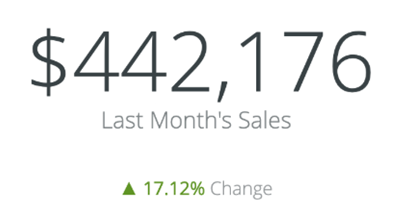 $442,176
Last Month's Sales
▲ 17.12% Change